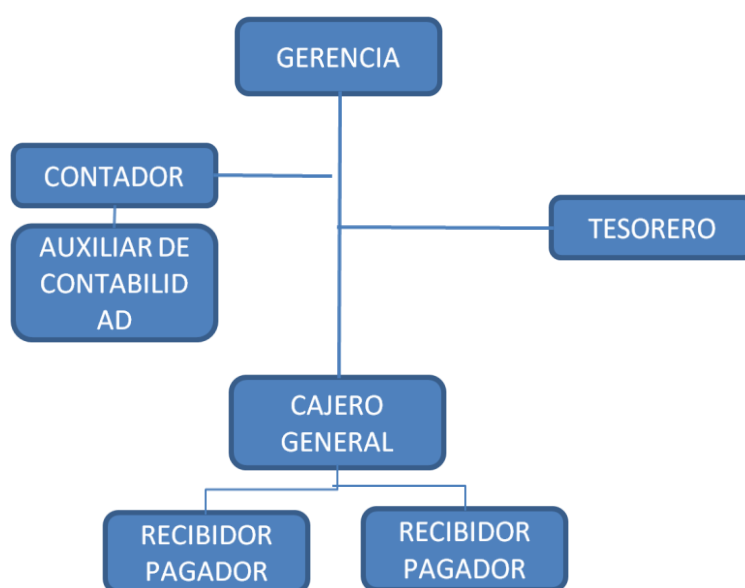 GERENCIA
CONTADOR
AUXILIAR DE
CONTABILID
AD
TESORERO
CAJERO
GENERAL
RECIBIDOR
PAGADOR
RECIBIDOR
PAGADOR